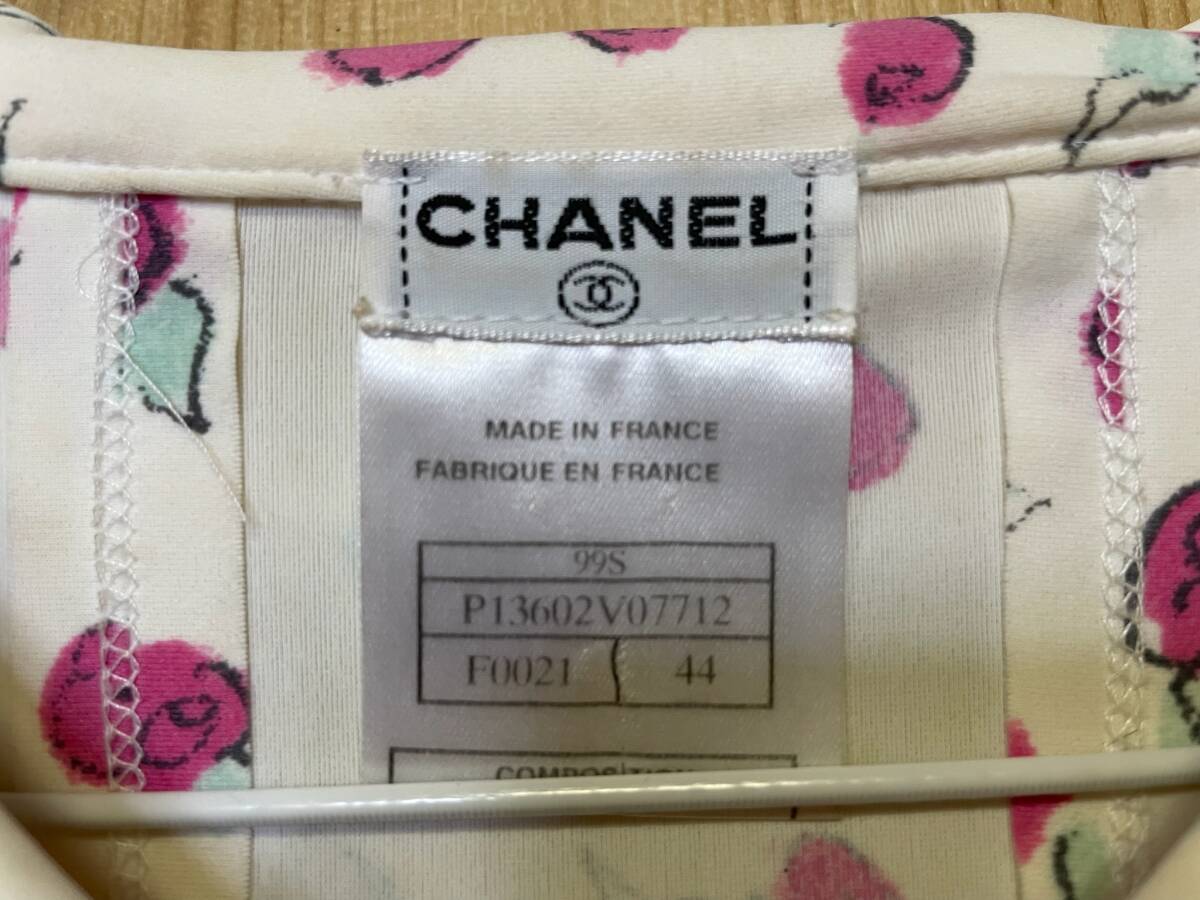 CHANEL
MADE IN FRANCE
FABRIQUE EN FRANCE
99S
P13602V07712
F0021 44